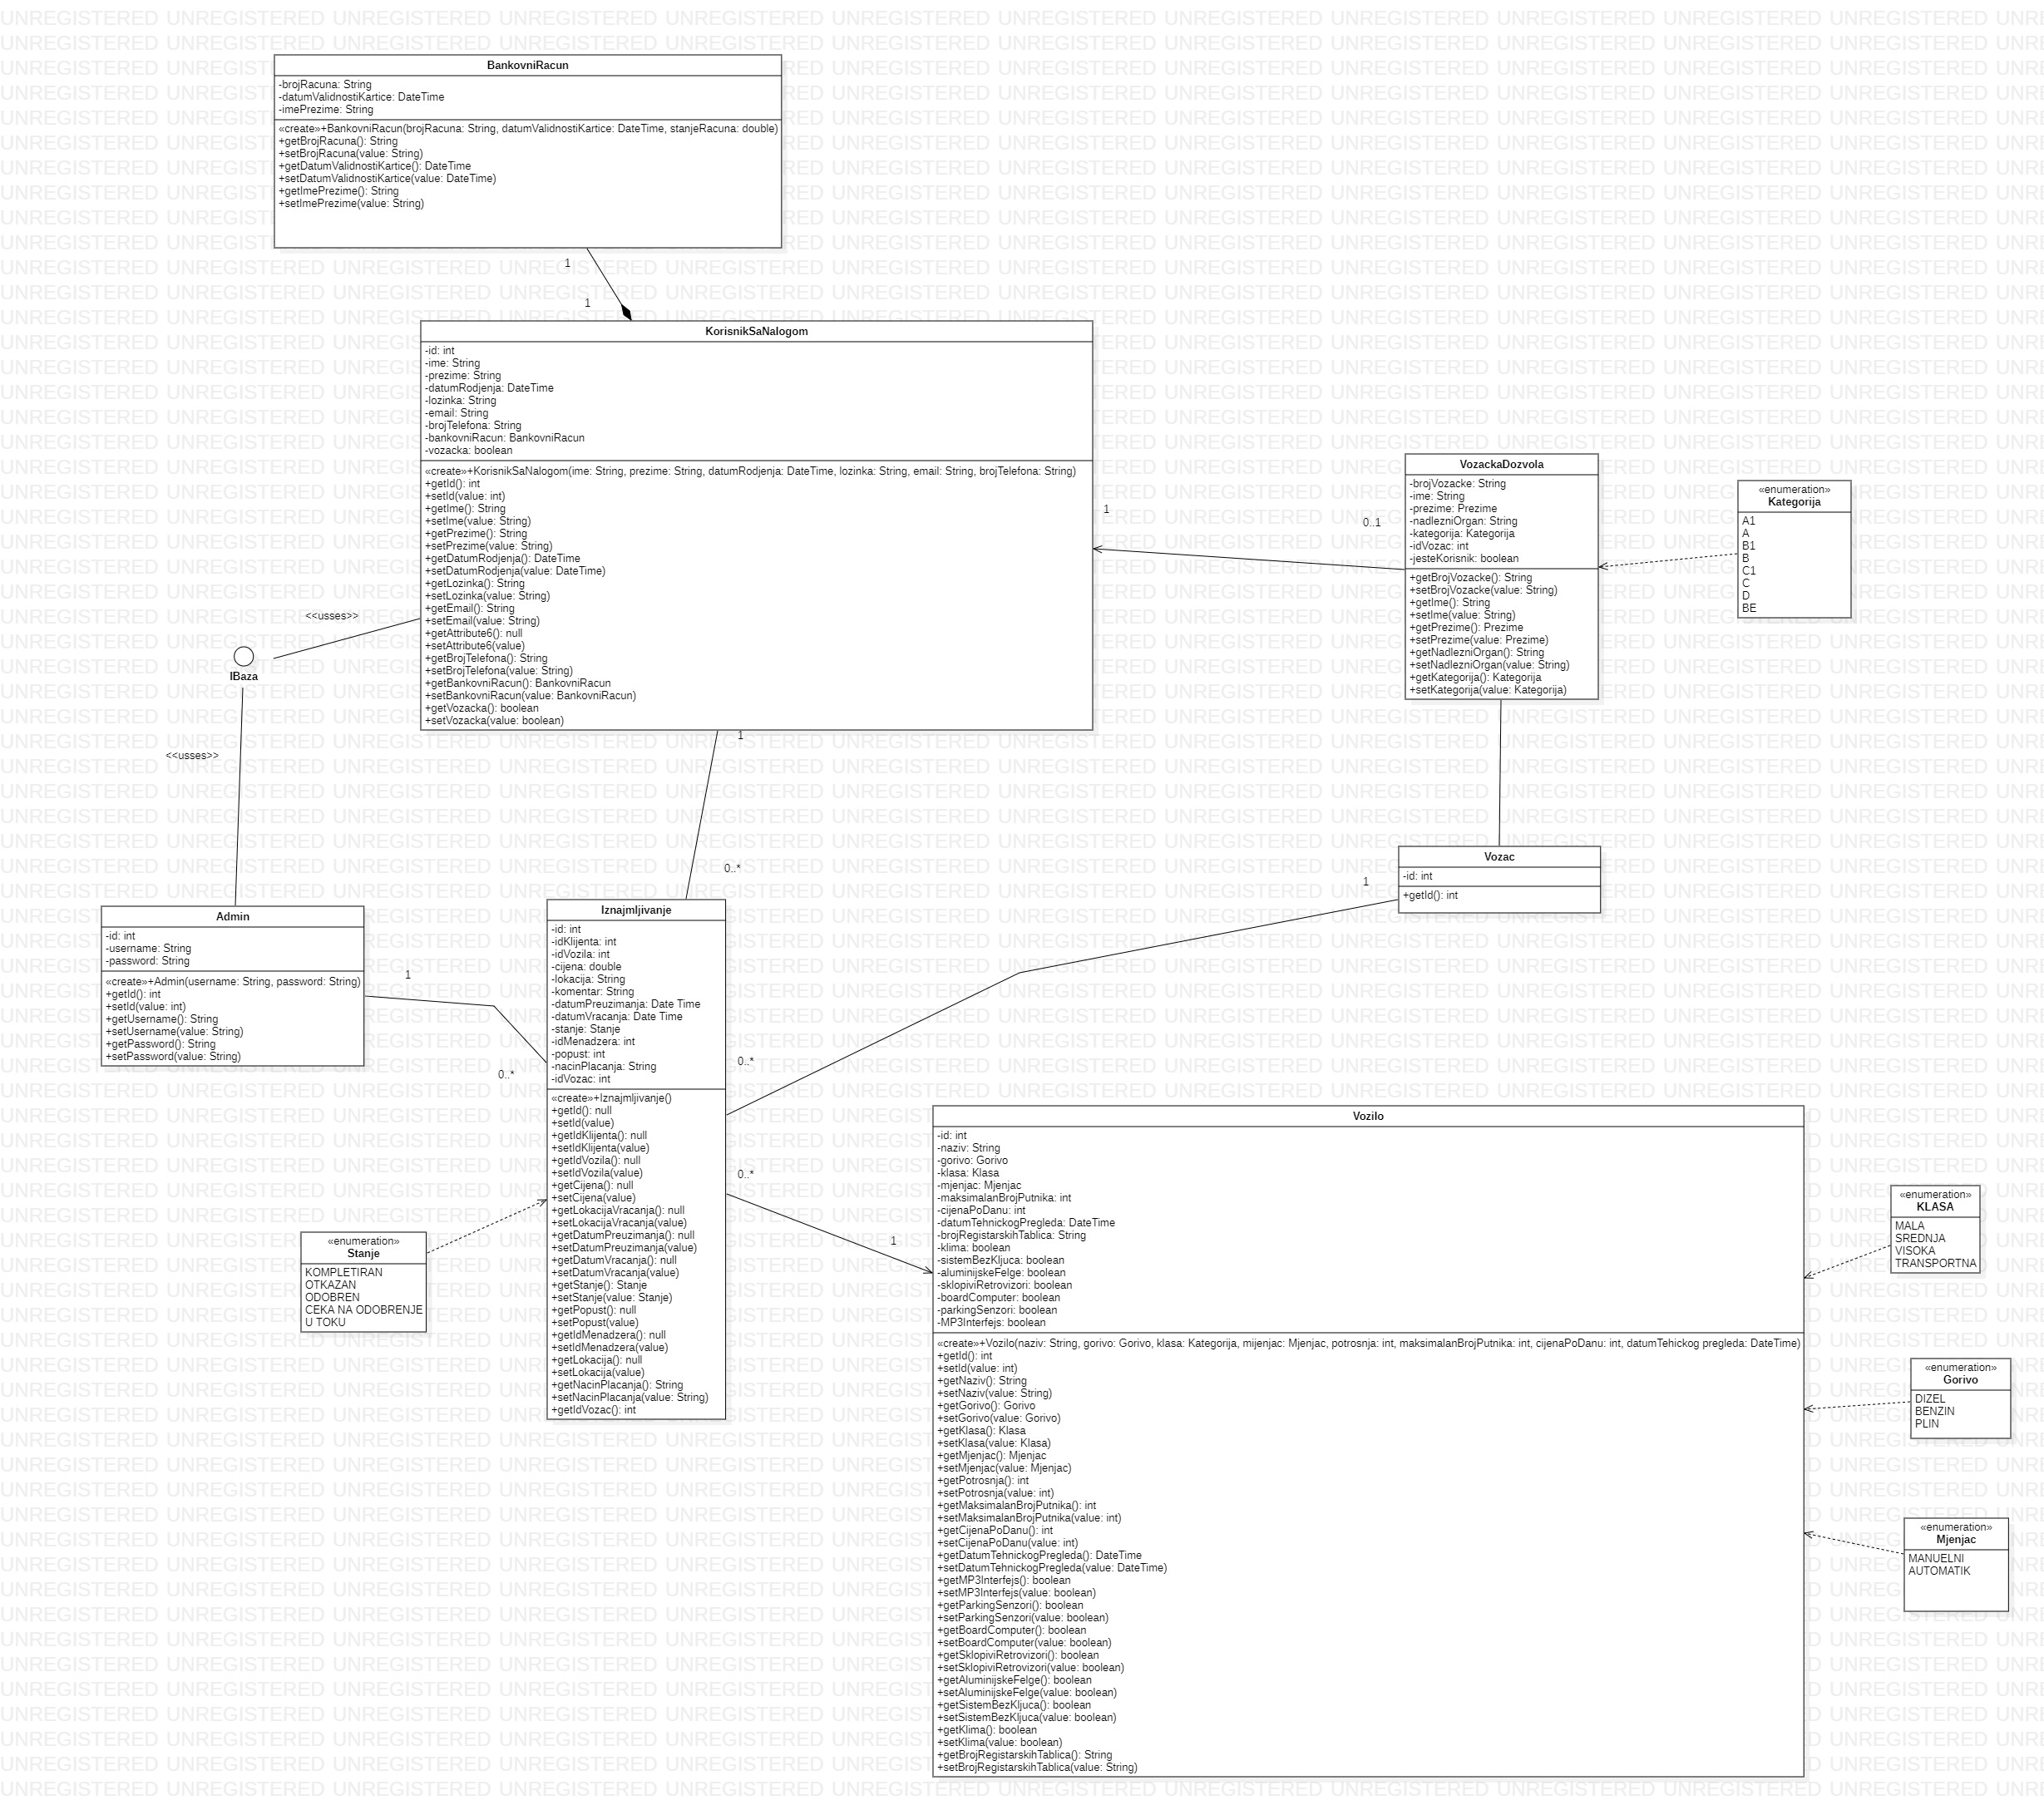 BankovniRacun
-brojRacuna: String
-datumValidnostiKartice: DateTime
-imePrezime: String
«create»+BankovniRacun(brojRacuna: String, datumValidnostiKartice: DateTime, stanjeRacuna: double)
+getBrojRacuna(): String
+setBrojRacuna(value: String)
+getDatumValidnostiKartice(): DateTime
+setDatumValidnostiKartice(value: DateTime)
+getImePrezime(): String
+setImePrezime(value: String)
1
1
KorisnikSaNalogom
-id: int
-ime: String
-prezime: String
-datumRodjenja: DateTime
-lozinka: String
-email: String
-brojTelefona: String
-bankovniRacun: BankovniRacun
-vozacka: boolean
«create»+KorisnikSaNalogom(ime: String, prezime: String, datumRodjenja: DateTime, lozinka: String, email: String, brojTelefona: String)
+getId(): int
+setId(value: int)
+getIme(): String
+setIme(value: String)
+getPrezime(): String
+setPrezime(value: String)
+getDatumRodjenja(): DateTime
+setDatumRodjenja(value: DateTime)
+getLozinka(): String
+setLozinka(value: String)
+getEmail(): String
+setEmail(value: String)
+getAttribute6(): null
+setAttribute6(value)
+getBrojTelefona(): String
+setBrojTelefona(value: String)
+getBankovniRacun(): BankovniRacun
+setBankovniRacun(value: BankovniRacun)
+getVozacka(): boolean
+setVozacka(value: boolean)
1
0..1
VozackaDozvola
-brojVozacke: String
-ime: String
-prezime: Prezime
-nadlezniOrgan: String
-kategorija: Kategorija
-idVozac: int
-jesteKorisnik: boolean
+getBrojVozacke(): String
+setBrojVozacke(value: String)
+getIme(): String
+setIme(value: String)
+getPrezime(): Prezime
+setPrezime(value: Prezime)
+getNadlezniOrgan(): String
+setNadlezniOrgan(value: String)
+getKategorija(): Kategorija
+setKategorija(value: Kategorija)
«enumeration»
Kategorija
A1
A
B1
B
C1
C
D
BE
<<usses>>
IBaza
<<usses>>
1
0..*
Vozac
-id: int
+getId(): int
1
Admin
-id: int
-username: String
-password: String
«create»+Admin(username: String, password: String)
+getId(): int
+setId(value: int)
+getUsername(): String
+setUsername(value: String)
+getPassword(): String
+setPassword(value: String)
1
0..*
Iznajmljivanje
-id: int
-idKlijenta: int
-idVozila: int
-cijena: double
-lokacija: String
-komentar: String
-datumPreuzimanja: Date Time
-datumVracanja: Date Time
-stanje: Stanje
-idMenadzera: int
-popust: int
-nacinPlacanja: String
-idVozac: int
«create»+Iznajmljivanje()
+getId(): null
+setId(value)
+getIdKlijenta(): null
+setIdKlijenta(value)
+getIdVozila(): null
+setIdVozila(value)
+getCijena(): null
+setCijena(value)
+getLokacijaVracanja(): null
+setLokacijaVracanja(value)
+getDatumPreuzimanja(): null
+setDatumPreuzimanja(value)
+getDatumVracanja(): null
+setDatumVracanja(value)
+getStanje(): Stanje
+setStanje(value: Stanje)
+getPopust(): null
+setPopust(value)
+getIdMenadzera(): null
+setIdMenadzera(value)
+getLokacija(): null
+setLokacija(value)
+getNacinPlacanja(): String
+setNacinPlacanja(value: String)
+getIdVozac(): int
0..*
0..*
1
«enumeration»
Stanje
KOMPLETIRAN
OTKAZAN
ODOBREN
CEKA NA ODOBRENJE
U TOKU
Vozilo
-id: int
-naziv: String
-gorivo: Gorivo
-klasa: Klasa
-mjenjac: Mjenjac
-maksimalanBrojPutnika: int
-cijenaPoDanu: int
-datumTehnickogPregleda: DateTime
-brojRegistarskihTablica: String
-klima: boolean
-sistemBezKljuca: boolean
-aluminijskeFelge: boolean
-sklopiviRetrovizori: boolean
-boardComputer: boolean
-parkingSenzori: boolean
-MP3Interfejs: boolean
«create»+Vozilo(naziv: String, gorivo: Gorivo, klasa: Kategorija, mijenjac: Mjenjac, potrosnja: int, maksimalanBrojPutnika: int, cijenaPoDanu: int, datumTehickog pregleda: DateTime)
+getId(): int
+setId(value: int)
+getNaziv(): String
+setNaziv(value: String)
+getGorivo(): Gorivo
+setGorivo(value: Gorivo)
+getKlasa(): Klasa
+setKlasa(value: Klasa)
+getMjenjac(): Mjenjac
+setMjenjac(value: Mjenjac)
+getPotrosnja(): int
+setPotrosnja(value: int)
+getMaksimalanBrojPutnika(): int
+setMaksimalanBrojPutnika(value: int)
+getCijenaPoDanu(): int
+setCijenaPoDanu(value: int)
+getDatumTehnickogPregleda(): DateTime
+setDatumTehnickogPregleda(value: DateTime)
+getMP3Interfejs(): boolean
+setMP3Interfejs(value: boolean)
+getParkingSenzori(): boolean
+setParkingSenzori(value: boolean)
+getBoardComputer(): boolean
+setBoardComputer(value: boolean)
+getSklopiviRetrovizori(): boolean
+setSklopiviRetrovizori(value: boolean)
+getAluminijskeFelge(): boolean
+setAluminijskeFelge(value: boolean)
+getSistemBezKljuca(): boolean
+setSistemBezKljuca(value: boolean)
+getKlima(): boolean
+setKlima(value: boolean)
+getBrojRegistarskihTablica(): String
+setBrojRegistarskihTablica(value: String)
«enumeration»
KLASA
MALA
SREDNJA
VISOKA
TRANSPORTNA
«enumeration»
Gorivo
DIZEL
BENZIN
PLIN
«enumeration»
Mjenjac
MANUELNI
AUTOMATIK